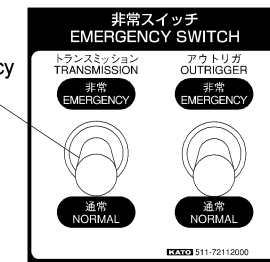 非常スイッチ
EMERGENCY SWITCH
トランスミッション アウトリガ
TRANSMISSION OUTRIGGER
非常 非常
EMERGENCY EMERGENCY
通常 通常
NORMAL NORMAL
KATO 511-72112000
cy